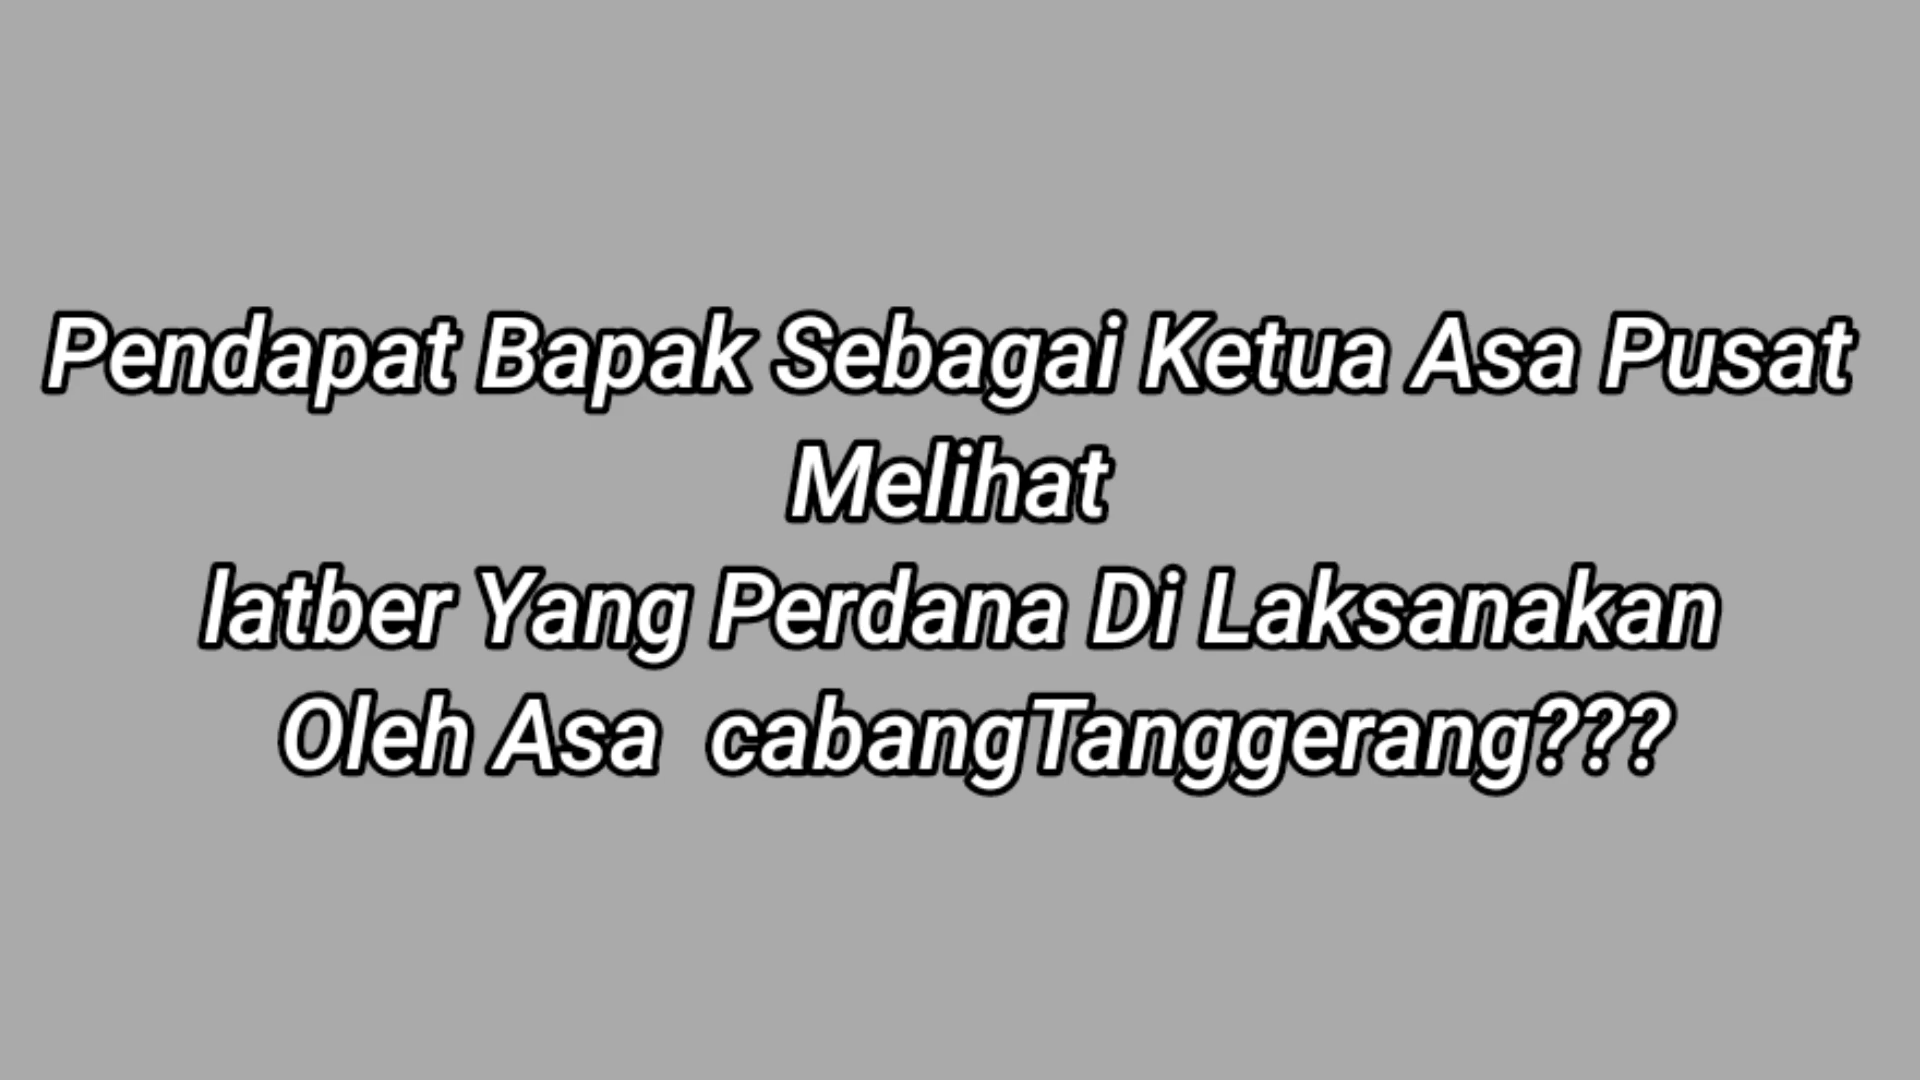 Pendapat Bapak Sebagai Ketua Asa Pusat
Melihat
latber Yang Perdana Di Laksanakan
Oleh Asa  cabangTanggerang???